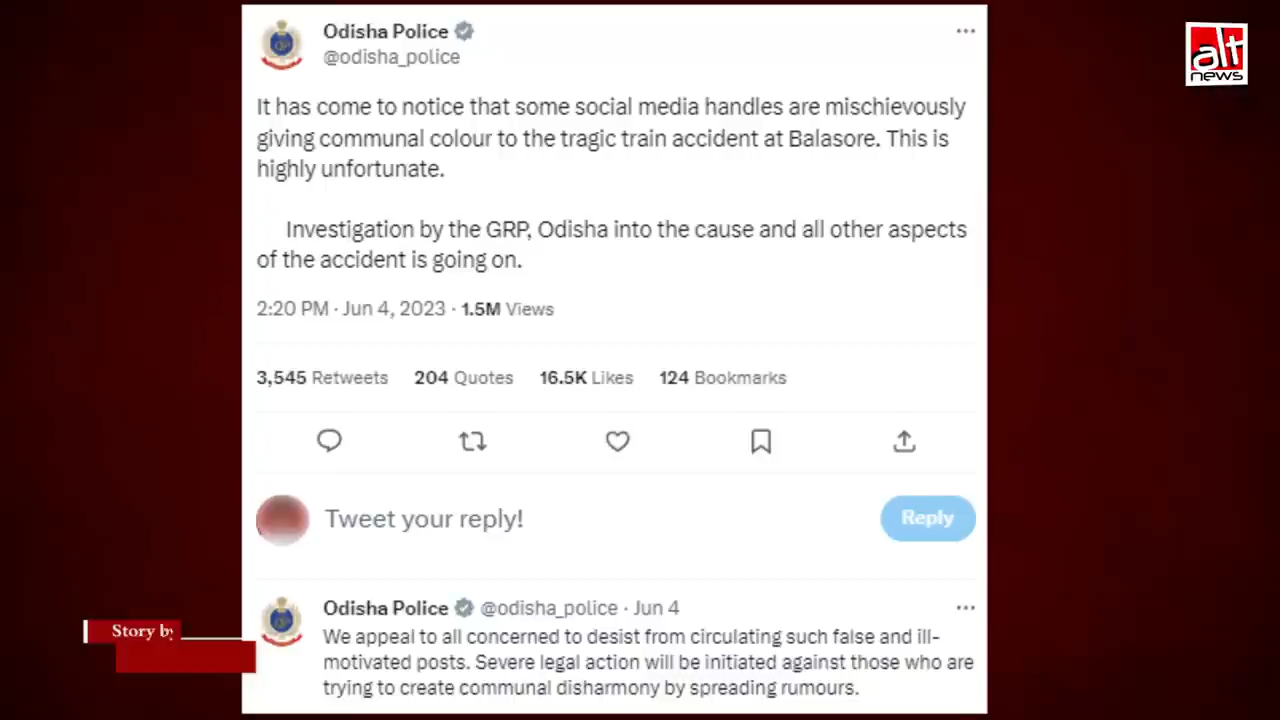 Odisha Police
@odisha_police
alt
news
It has come to notice that some social media handles are mischievously
giving communal colour to the tragic train accident at Balasore. This is
highly unfortunate.
Investigation by the GRP, Odisha into the cause and all other aspects
of the accident is going on.
2:20 PM · Jun 4, 2023 · 1.5M Views
3,545 Retweets 204 Quotes 16.5K Likes 124 Bookmarks
Tweet your reply!
Reply
Odisha Police @odisha_police · Jun 4
We appeal to all concerned to desist from circulating such false and ill-
motivated posts. Severe legal action will be initiated against those who are
trying to create communal disharmony by spreading rumours.
Story by